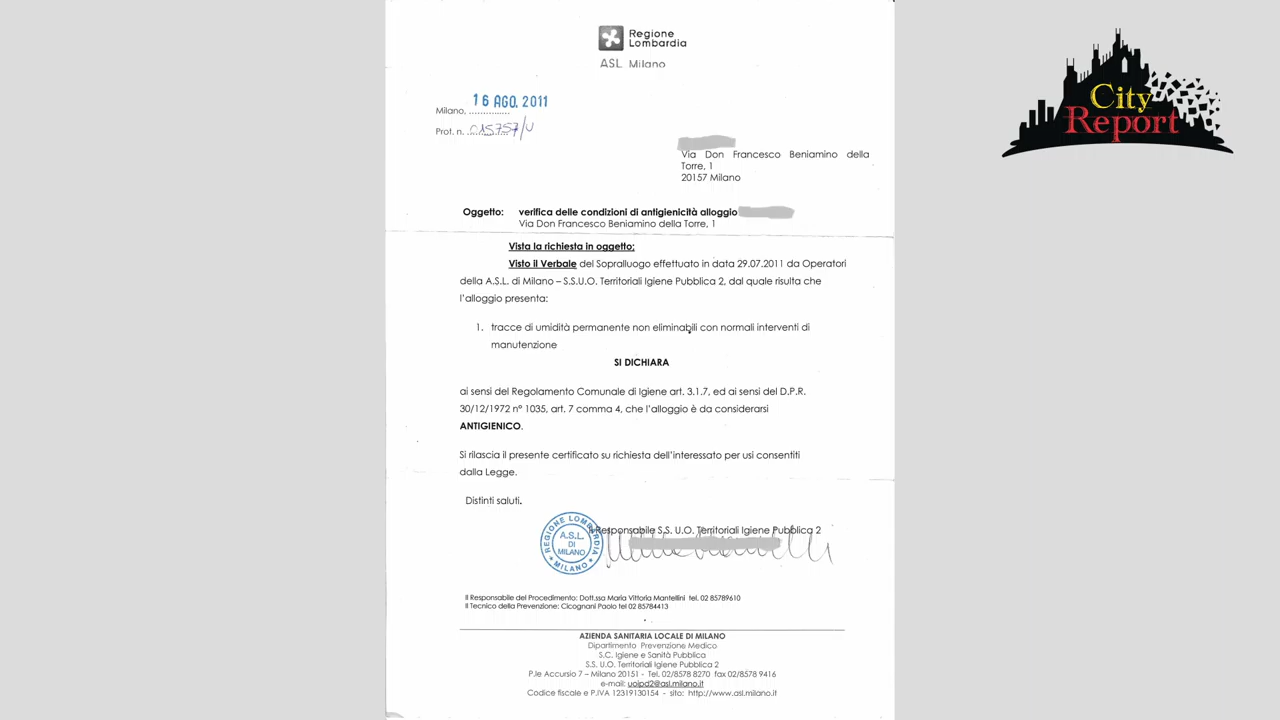 Regione
Lombardia
ASL Milano
City
Report
Milano, ..............
16 AGO. 2011
Prot. n. 015757/U
Via Don Francesco Beniamino della
Torre, 1
20157 Milano
Oggetto: verifica delle condizioni di antigienicità alloggio
Via Don Francesco Beniamino della Torre, 1
Vista la richiesta in oggetto;
Visto il Verbale del Sopralluogo effettuato in data 29.07.2011 da Operatori
della A.S.L. di Milano – S.S.U.O. Territoriali Igiene Pubblica 2, dal quale risulta che
l'alloggio presenta:
1. tracce di umidità permanente non eliminabili con normali interventi di
manutenzione
SI DICHIARA
ai sensi del Regolamento Comunale di Igiene art. 3.1.7, ed ai sensi del D.P.R.
30/12/1972 n° 1035, art. 7 comma 4, che l'alloggio è da considerarsi
ANTIGIENICO.
Si rilascia il presente certificato su richiesta dell'interessato per usi consentiti
dalla Legge.
Distinti saluti.
Il Responsabile S.S. U.O. Territoriali Igiene Pubblica 2
REGIONE LOMBARDIA
A.S.L.
DI
MILANO
MILANO
Il Responsabile del Procedimento: Dott.ssa Maria Vittoria Mantellini tel. 02 85789610
Il Tecnico della Prevenzione: Cicognani Paolo tel 02 85784413
AZIENDA SANITARIA LOCALE DI MILANO
Dipartimento Prevenzione Medico
S.C. Igiene e Sanità Pubblica
S.S. U.O. Territoriali Igiene Pubblica 2
P.le Accursio 7 – Milano 20151 - Tel. 02/8578 8270 fax 02/8578 9416
e-mail: uoipd2@asl.milano.it
Codice fiscale e P.IVA 12319130154 - sito: http://www.asl.milano.it